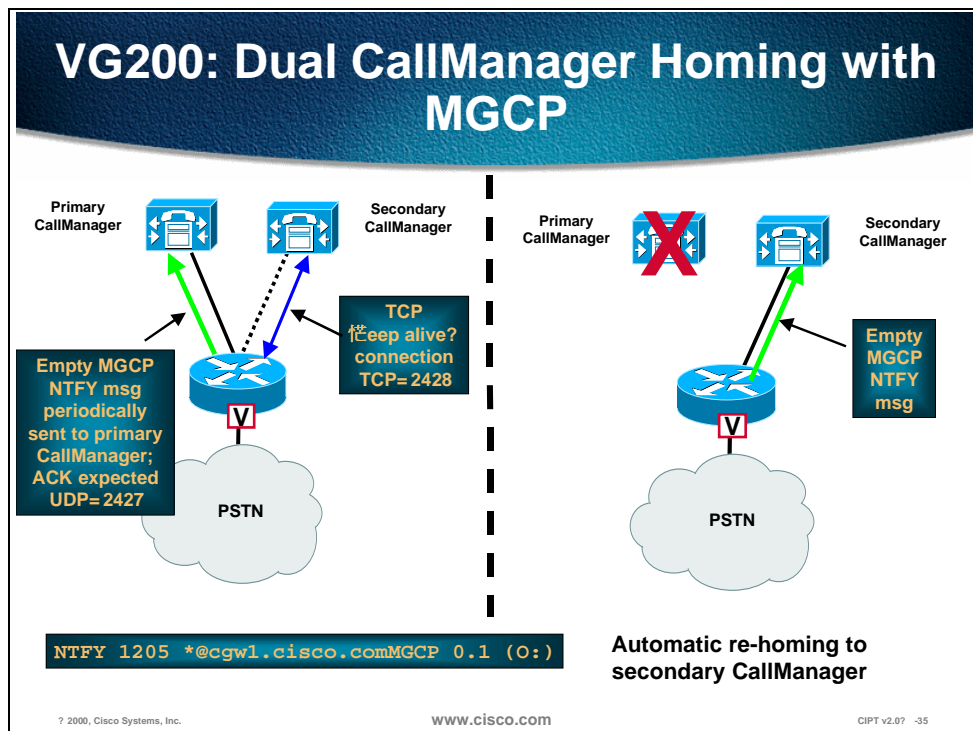 VG200: Dual CallManager Homing with
MGCP
Primary
CallManager
Secondary
CallManager
Empty MGCP
NTFY msg
periodically
sent to primary
CallManager;
ACK expected
UDP= 2427
TCP
慌eep alive?
connection
TCP= 2428
V
PSTN
Primary
CallManager
X
Secondary
CallManager
Empty
MGCP
NTFY
msg
V
PSTN
NTFY 1205 *@cgw1.cisco.comMGCP 0.1 (O:)
Automatic re-homing to
secondary CallManager
? 2000, Cisco Systems, Inc.
www.cisco.com
CIPT v2.0? -35